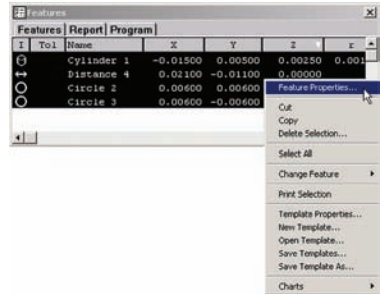 Features
Features Report Program
I Tol Name X Y Z r
Cylinder 1 -0.01500 0.00500 0.00250 0.001
Distance 4 0.02100 -0.01100 0.00000
Circle 2 0.00600 0.00600
Circle 3 0.00600 -0.00600
Feature Properties...
Cut
Copy
Delete Selection...
Select All
Change Feature
Print Selection
Template Properties...
New Template...
Open Template...
Save Templates...
Save Template As...
Charts